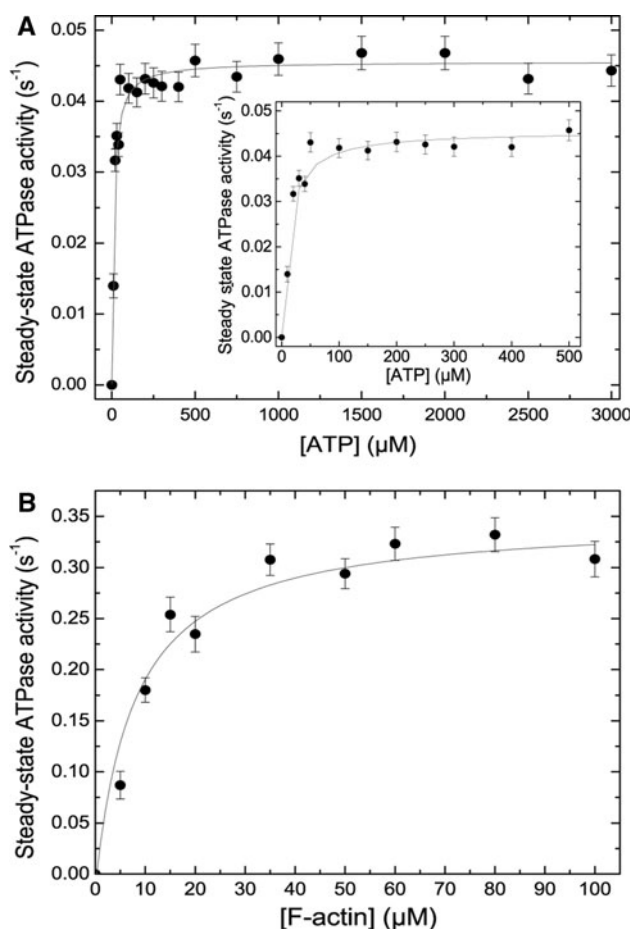 A
Steady-state ATPase activity (s⁻¹)
0.05
0.04
0.03
0.02
0.01
0.00
0 500 1000 1500 2000 2500 3000
[ATP] (µM)
Steady state ATPase activity (s⁻¹)
0.05
0.04
0.03
0.02
0.01
0.00
0 100 200 300 400 500
[ATP] (µM)
B
Steady-state ATPase activity (s⁻¹)
0.35
0.30
0.25
0.20
0.15
0.10
0.05
0.00
0 10 20 30 40 50 60 70 80 90 100
[F-actin] (µM)